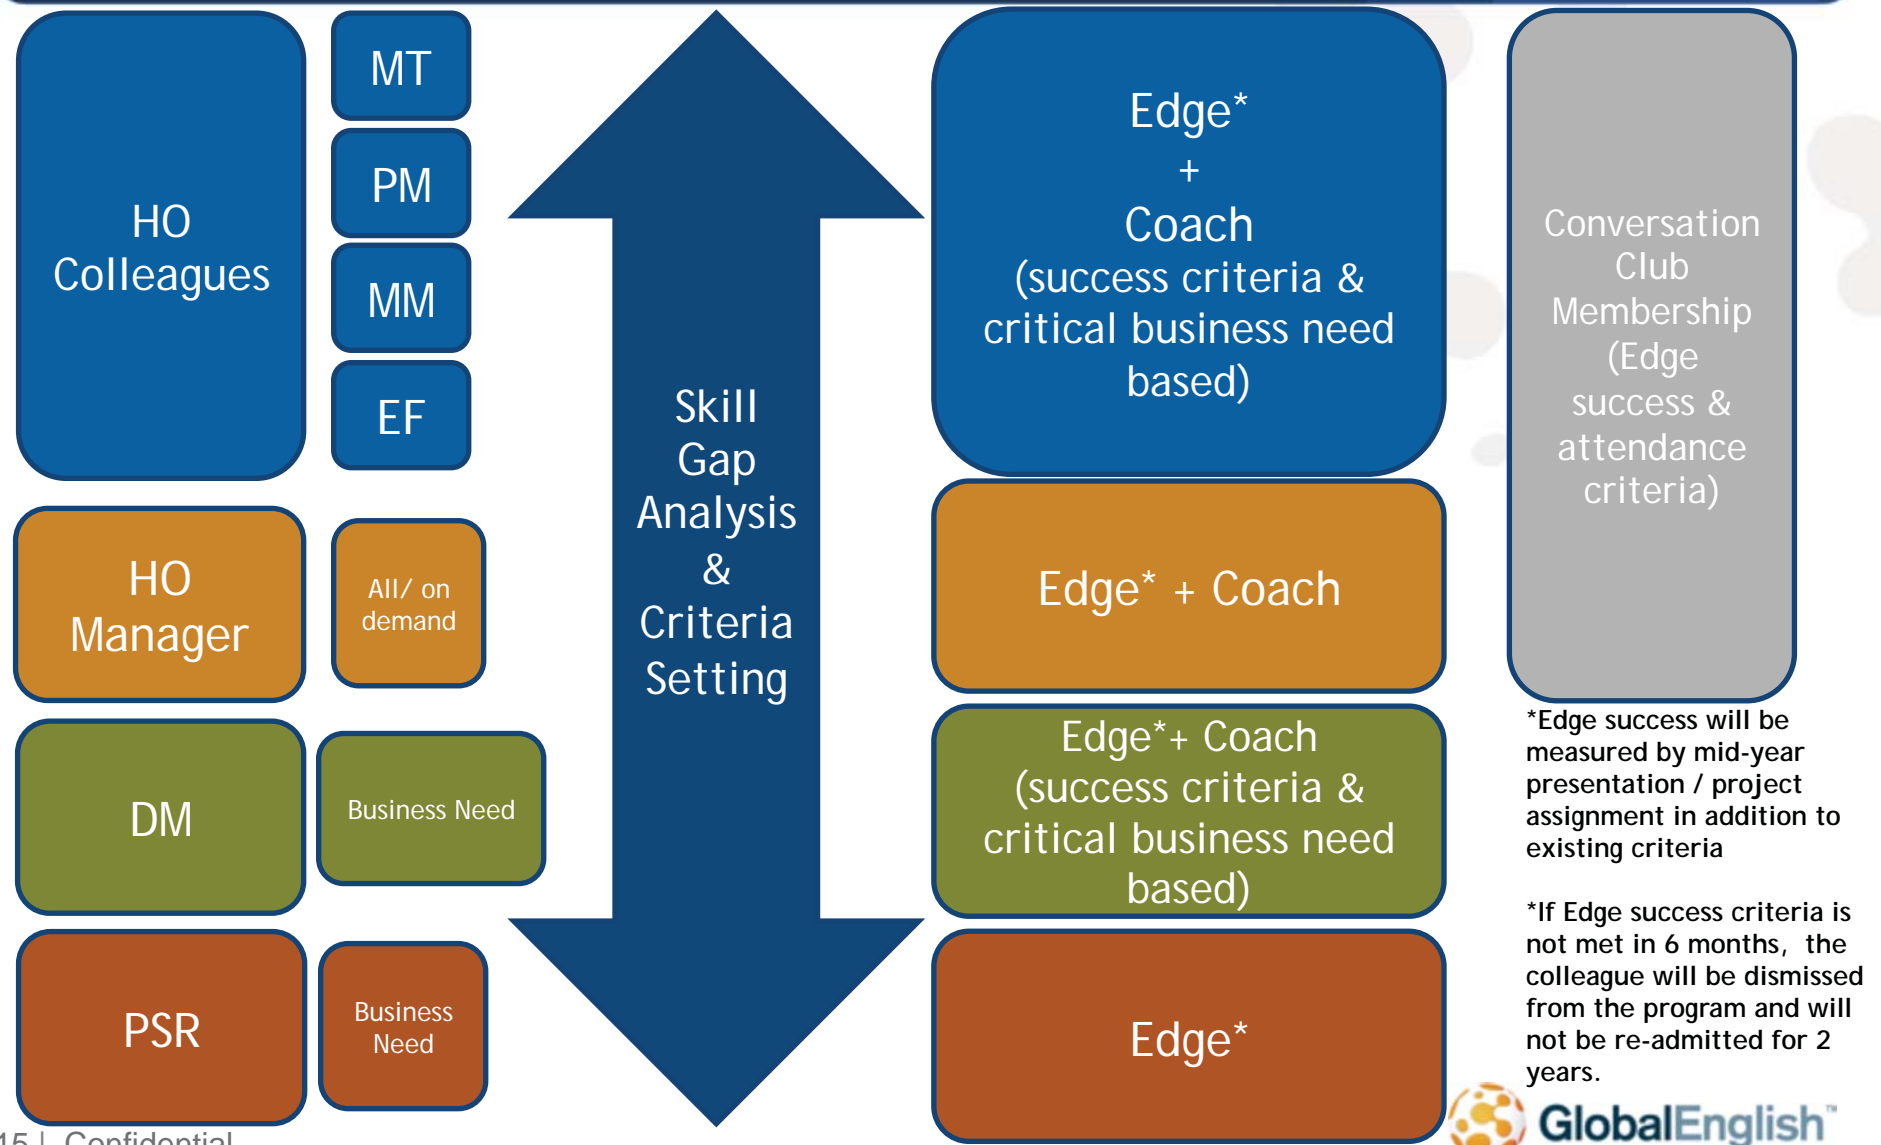 HO
Colleagues
MT
PM
MM
EF
HO
Manager
All/ on
demand
DM
Business Need
PSR
Business
Need
Skill
Gap
Analysis
&
Criteria
Setting
Edge*
+
Coach
(success criteria &
critical business need
based)
Edge* + Coach
Edge*+ Coach
(success criteria &
critical business need
based)
Edge*
Conversation
Club
Membership
(Edge
success &
attendance
criteria)
*Edge success will be
measured by mid-year
presentation / project
assignment in addition to
existing criteria
*If Edge success criteria is
not met in 6 months, the
colleague will be dismissed
from the program and will
not be re-admitted for 2
years.
15 | Confidential
GlobalEnglish™